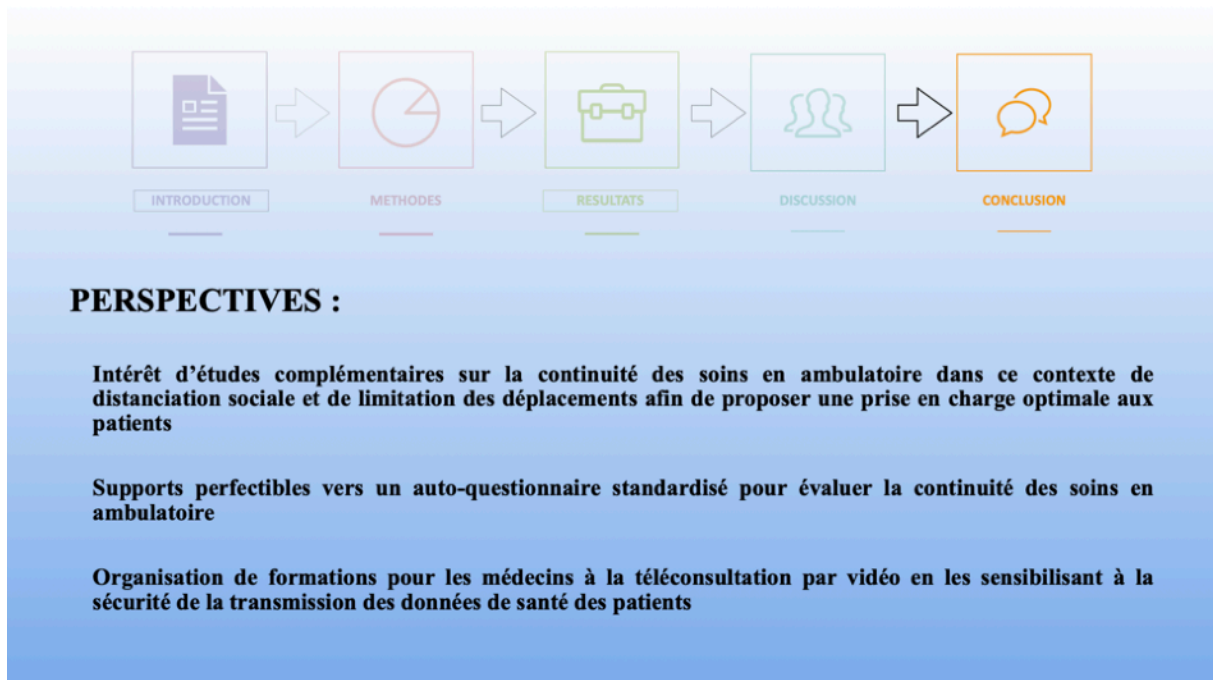 INTRODUCTION
METHODES
RESULTATS
DISCUSSION
CONCLUSION
PERSPECTIVES :
Intérêt d’études complémentaires sur la continuité des soins en ambulatoire dans ce contexte de
distanciation sociale et de limitation des déplacements afin de proposer une prise en charge optimale aux
patients
Supports perfectibles vers un auto-questionnaire standardisé pour évaluer la continuité des soins en
ambulatoire
Organisation de formations pour les médecins à la téléconsultation par vidéo en les sensibilisant à la
sécurité de la transmission des données de santé des patients